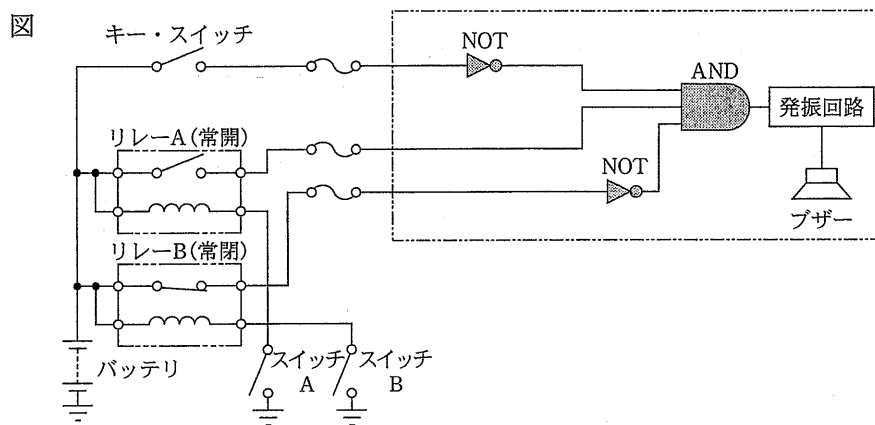 図
キー・スイッチ
NOT
AND
発振回路
リレーA(常開)
NOT
ブザー
リレーB(常閉)
バッテリ
スイッチ
A
スイッチ
B